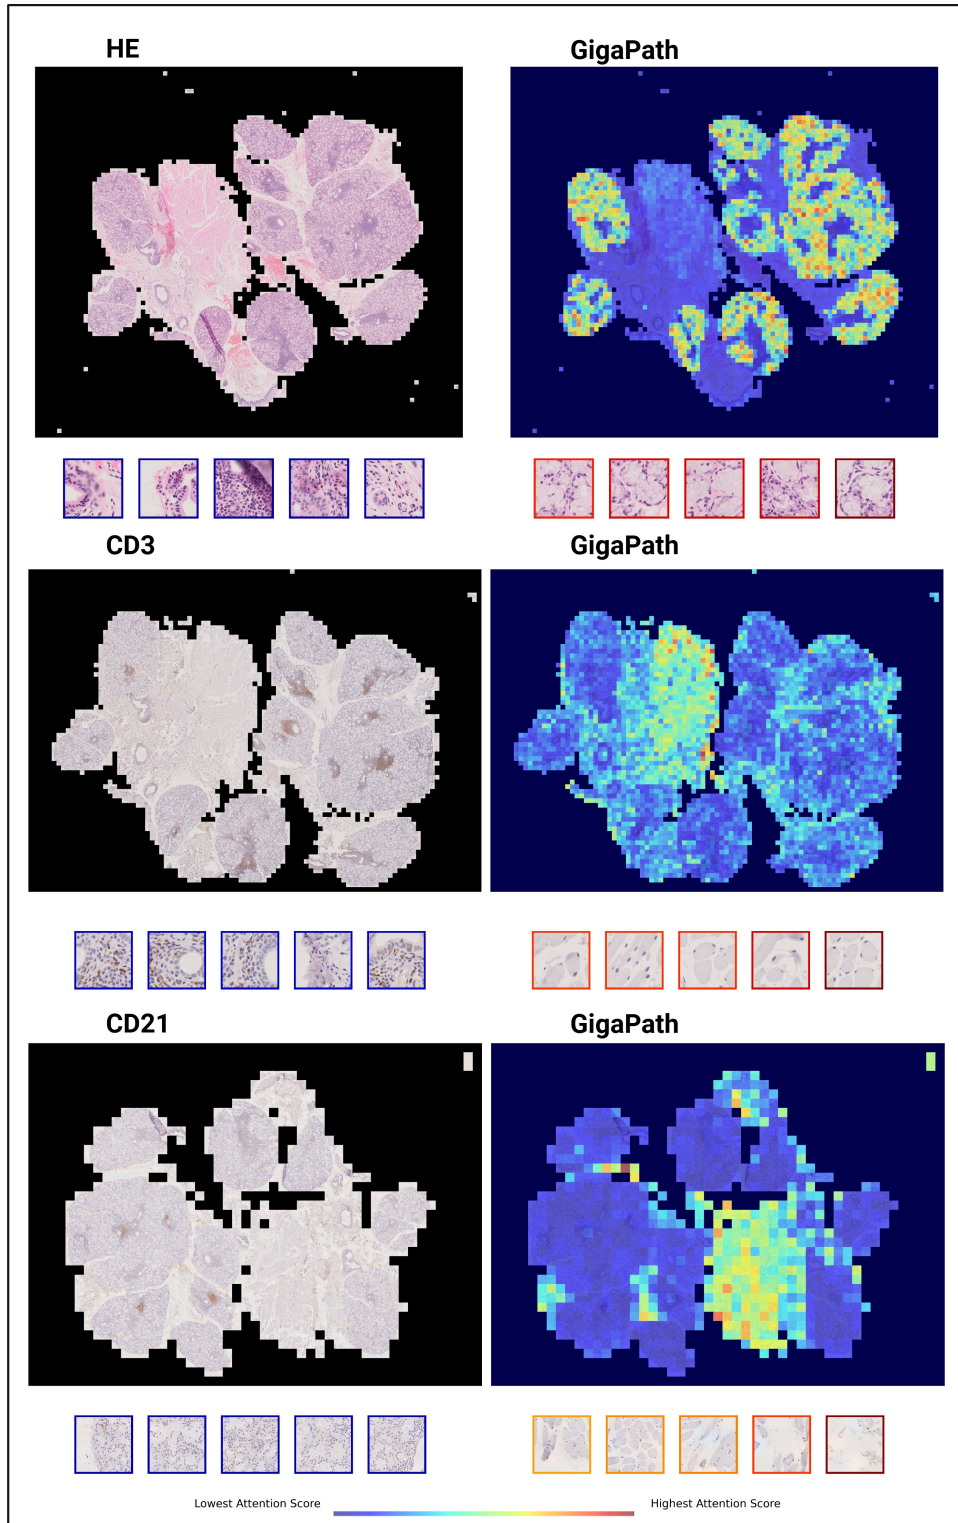 HE
GigaPath
CD3
GigaPath
CD21
GigaPath
Lowest Attention Score
Highest Attention Score